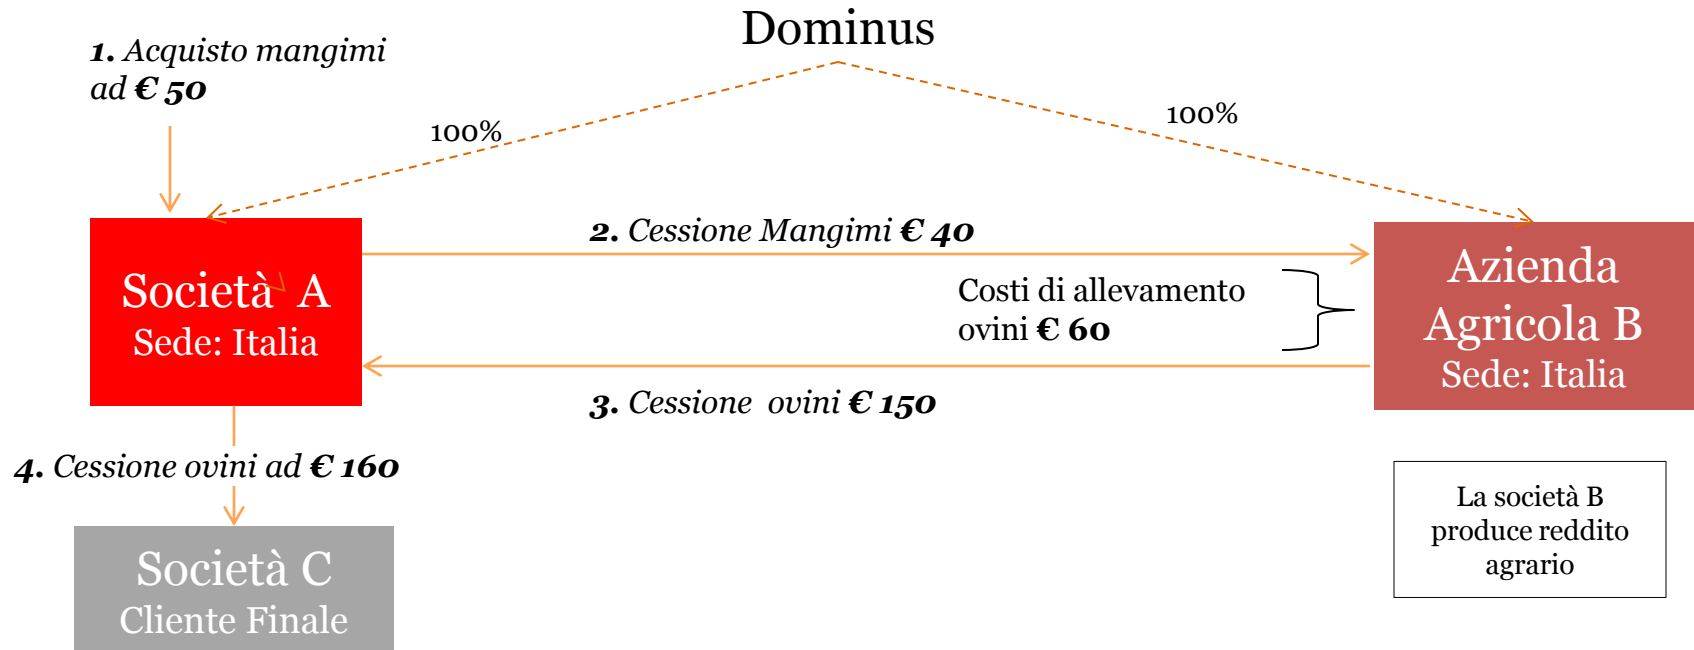 Dominus
1. Acquisto mangimi
ad € 50
100%
100%
2. Cessione Mangimi € 40
Società A
Sede: Italia
Costi di allevamento
ovini € 60
Azienda
Agricola B
Sede: Italia
3. Cessione ovini € 150
4. Cessione ovini ad € 160
La società B
produce reddito
agrario
Società C
Cliente Finale